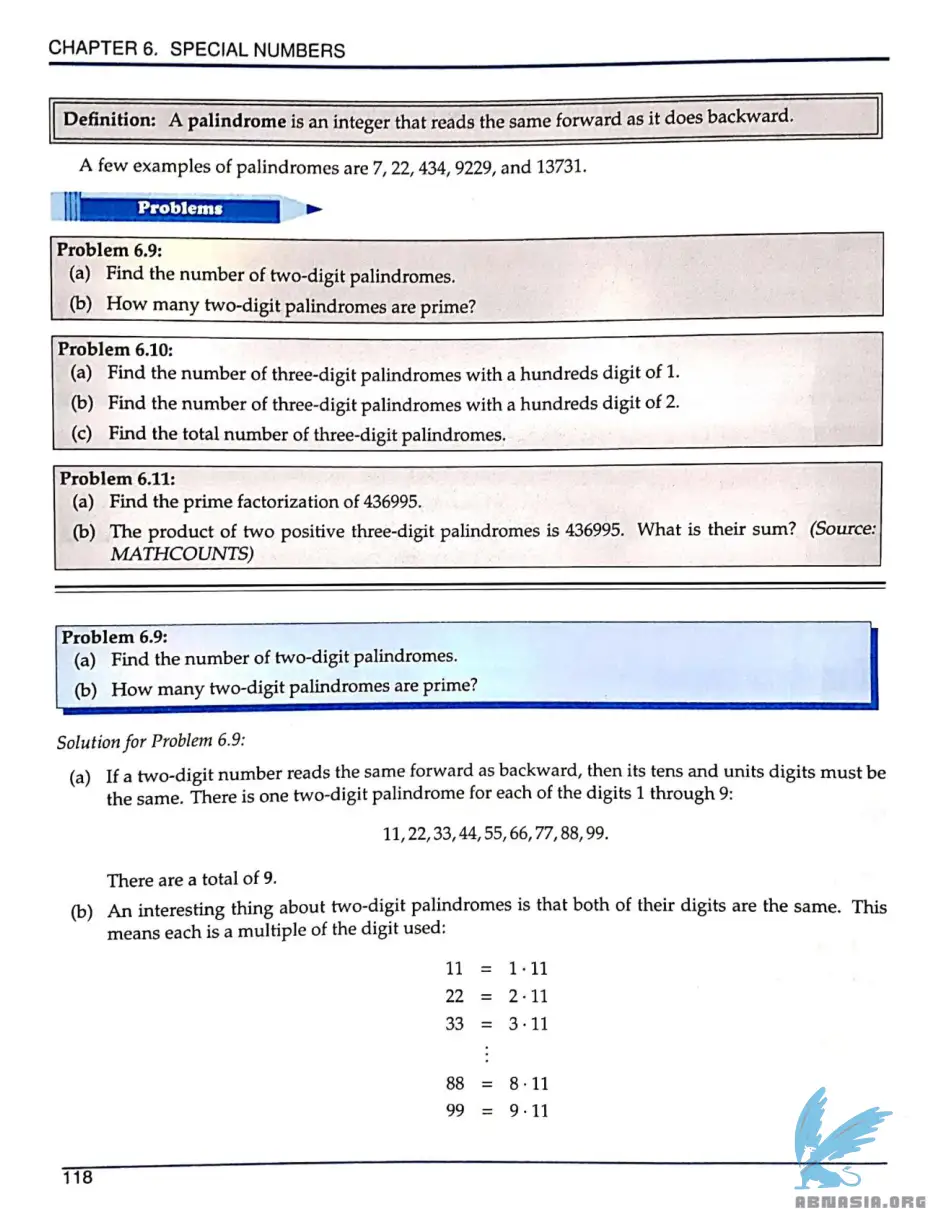 CHAPTER 6. SPECIAL NUMBERS
Definition: A palindrome is an integer that reads the same forward as it does backward.
A few examples of palindromes are 7, 22, 434, 9229, and 13731.
Problems
Problem 6.9:
(a) Find the number of two-digit palindromes.
(b) How many two-digit palindromes are prime?
Problem 6.10:
(a) Find the number of three-digit palindromes with a hundreds digit of 1.
(b) Find the number of three-digit palindromes with a hundreds digit of 2.
(c) Find the total number of three-digit palindromes.
Problem 6.11:
(a) Find the prime factorization of 436995.
(b) The product of two positive three-digit palindromes is 436995. What is their sum? (Source:
MATHCOUNTS)
Problem 6.9:
(a) Find the number of two-digit palindromes.
(b) How many two-digit palindromes are prime?
Solution for Problem 6.9:
(a) If a two-digit number reads the same forward as backward, then its tens and units digits must be
the same. There is one two-digit palindrome for each of the digits 1 through 9:
11, 22, 33, 44, 55, 66, 77, 88, 99.
There are a total of 9.
(b) An interesting thing about two-digit palindromes is that both of their digits are the same. This
means each is a multiple of the digit used:
11 = 1 · 11
22 = 2 · 11
33 = 3 · 11
⋮
88 = 8 · 11
99 = 9 · 11
118
ABNASIA.ORG